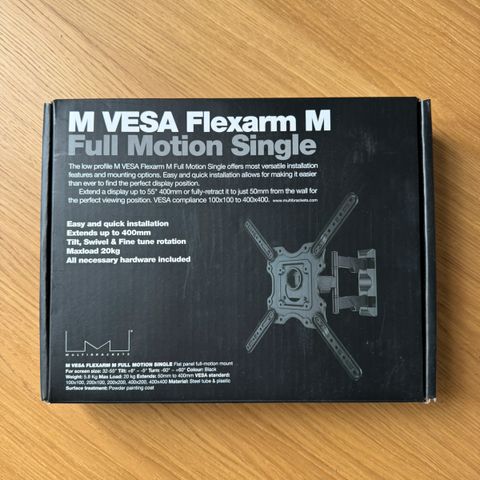 M VESA Flexarm M
Full Motion Single
The low profile M VESA Flexarm M Full Motion Single offers most versatile installation
features and mounting options. Easy and quick installation allows for making it easier
than ever to find the perfect display position.
Extend a display up to 55" 400mm or fully-retract it to just 50mm from the wall for
the perfect viewing position. VESA compliance 100x100 to 400x400. www.multibrackets.com
Easy and quick installation
Extends up to 400mm
Tilt, Swivel & Fine tune rotation
Maxload 20kg
All necessary hardware included
MULTIBRACKETS
M VESA FLEXARM M FULL MOTION SINGLE Flat panel full-motion mount
For screen size: 32-55" Tilt: +8° ~ -5° Turn: -60° ~ +60° Colour: Black
Weight: 5.8 Kg Max Load: 20 kg Extends: 50mm to 400mm VESA standard:
100x100, 200x100, 200x200, 400x200, 400x400 Material: Steel tube & plastic
Surface treatment: Powder painting coat